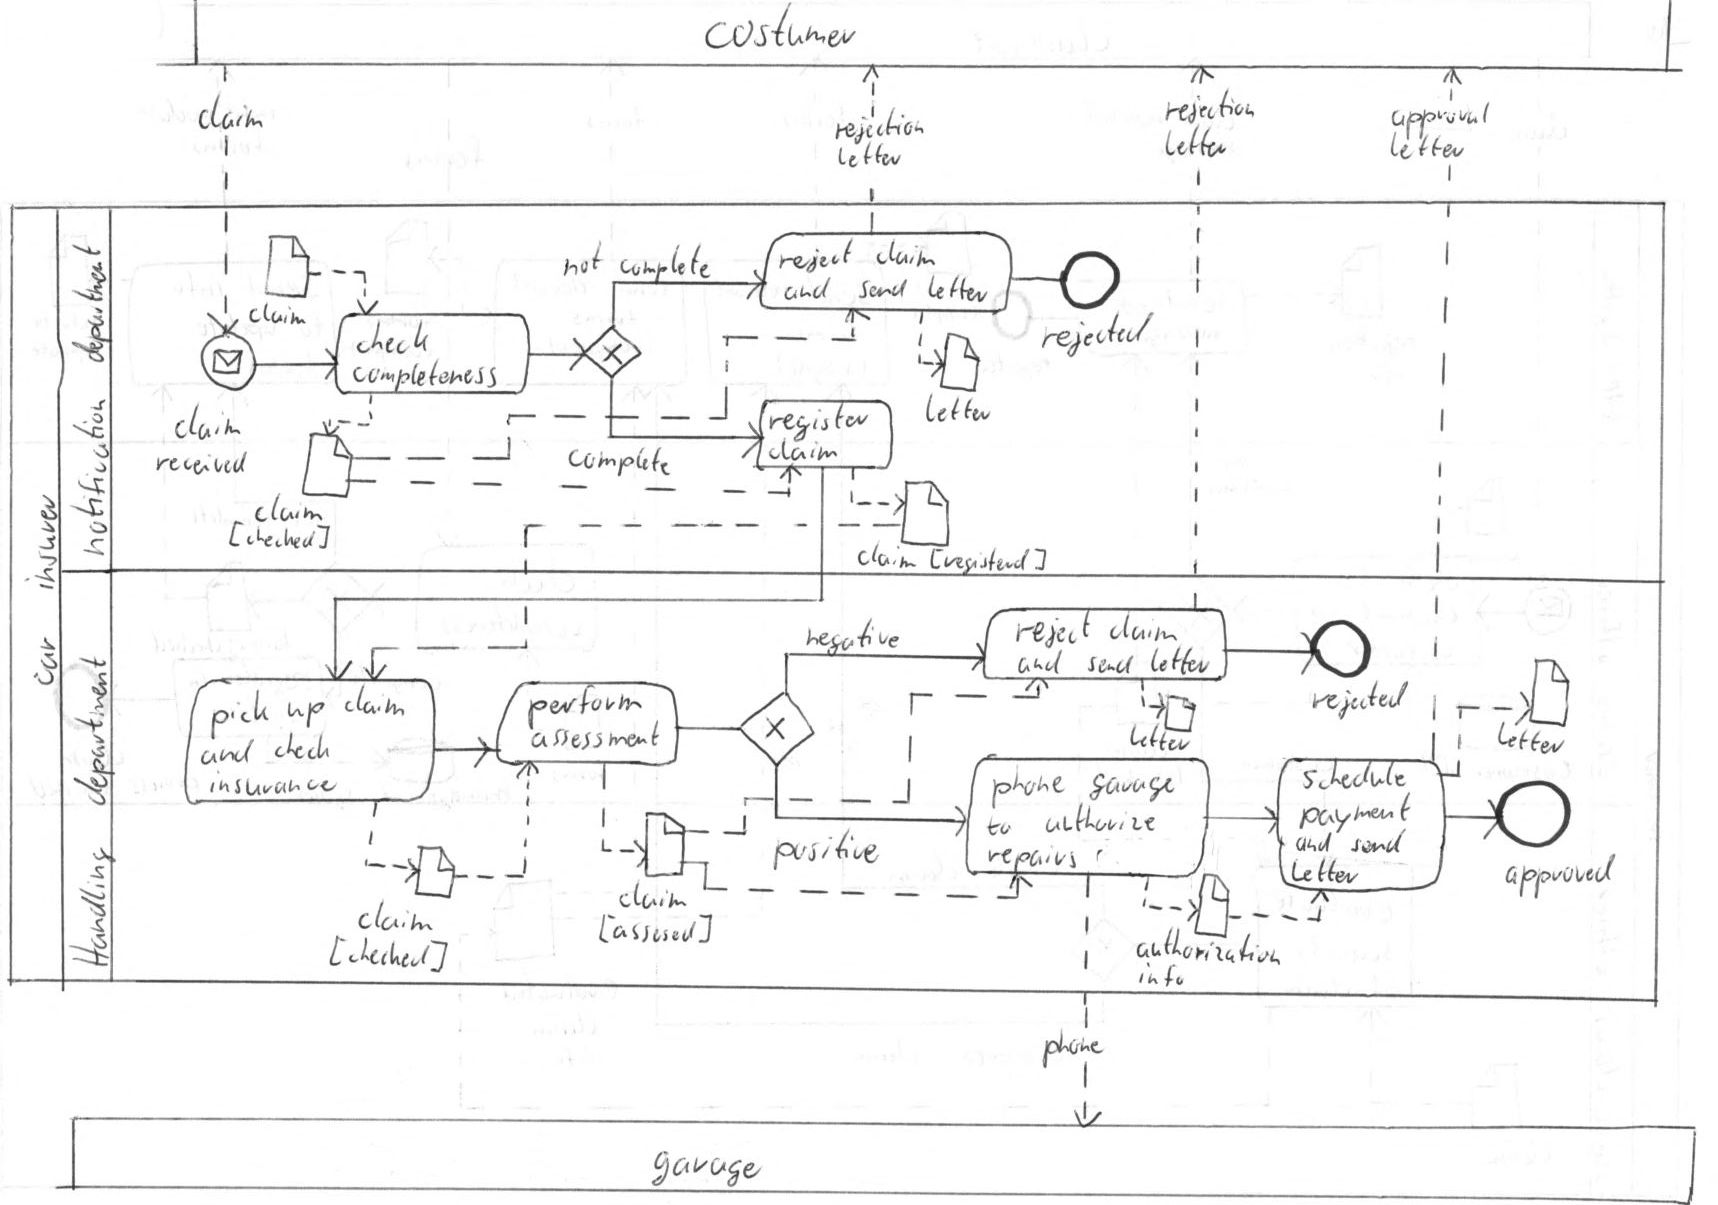 costumer
claim
rejection
letter
rejection
letter
approval
letter
car insurer
notification department
claim
not complete
reject claim
and send letter
rejected
check
completeness
letter
claim
received
register
claim
complete
claim
[checked]
claim [registerd]
Handling department
negative
reject claim
and send letter
rejected
pick up claim
and check
insurance
perform
assessment
letter
letter
phone garage
to authorize
repairs
schedule
payment
and send
letter
positive
approved
claim
[checked]
claim
[assesed]
authorization
info
phone
garage